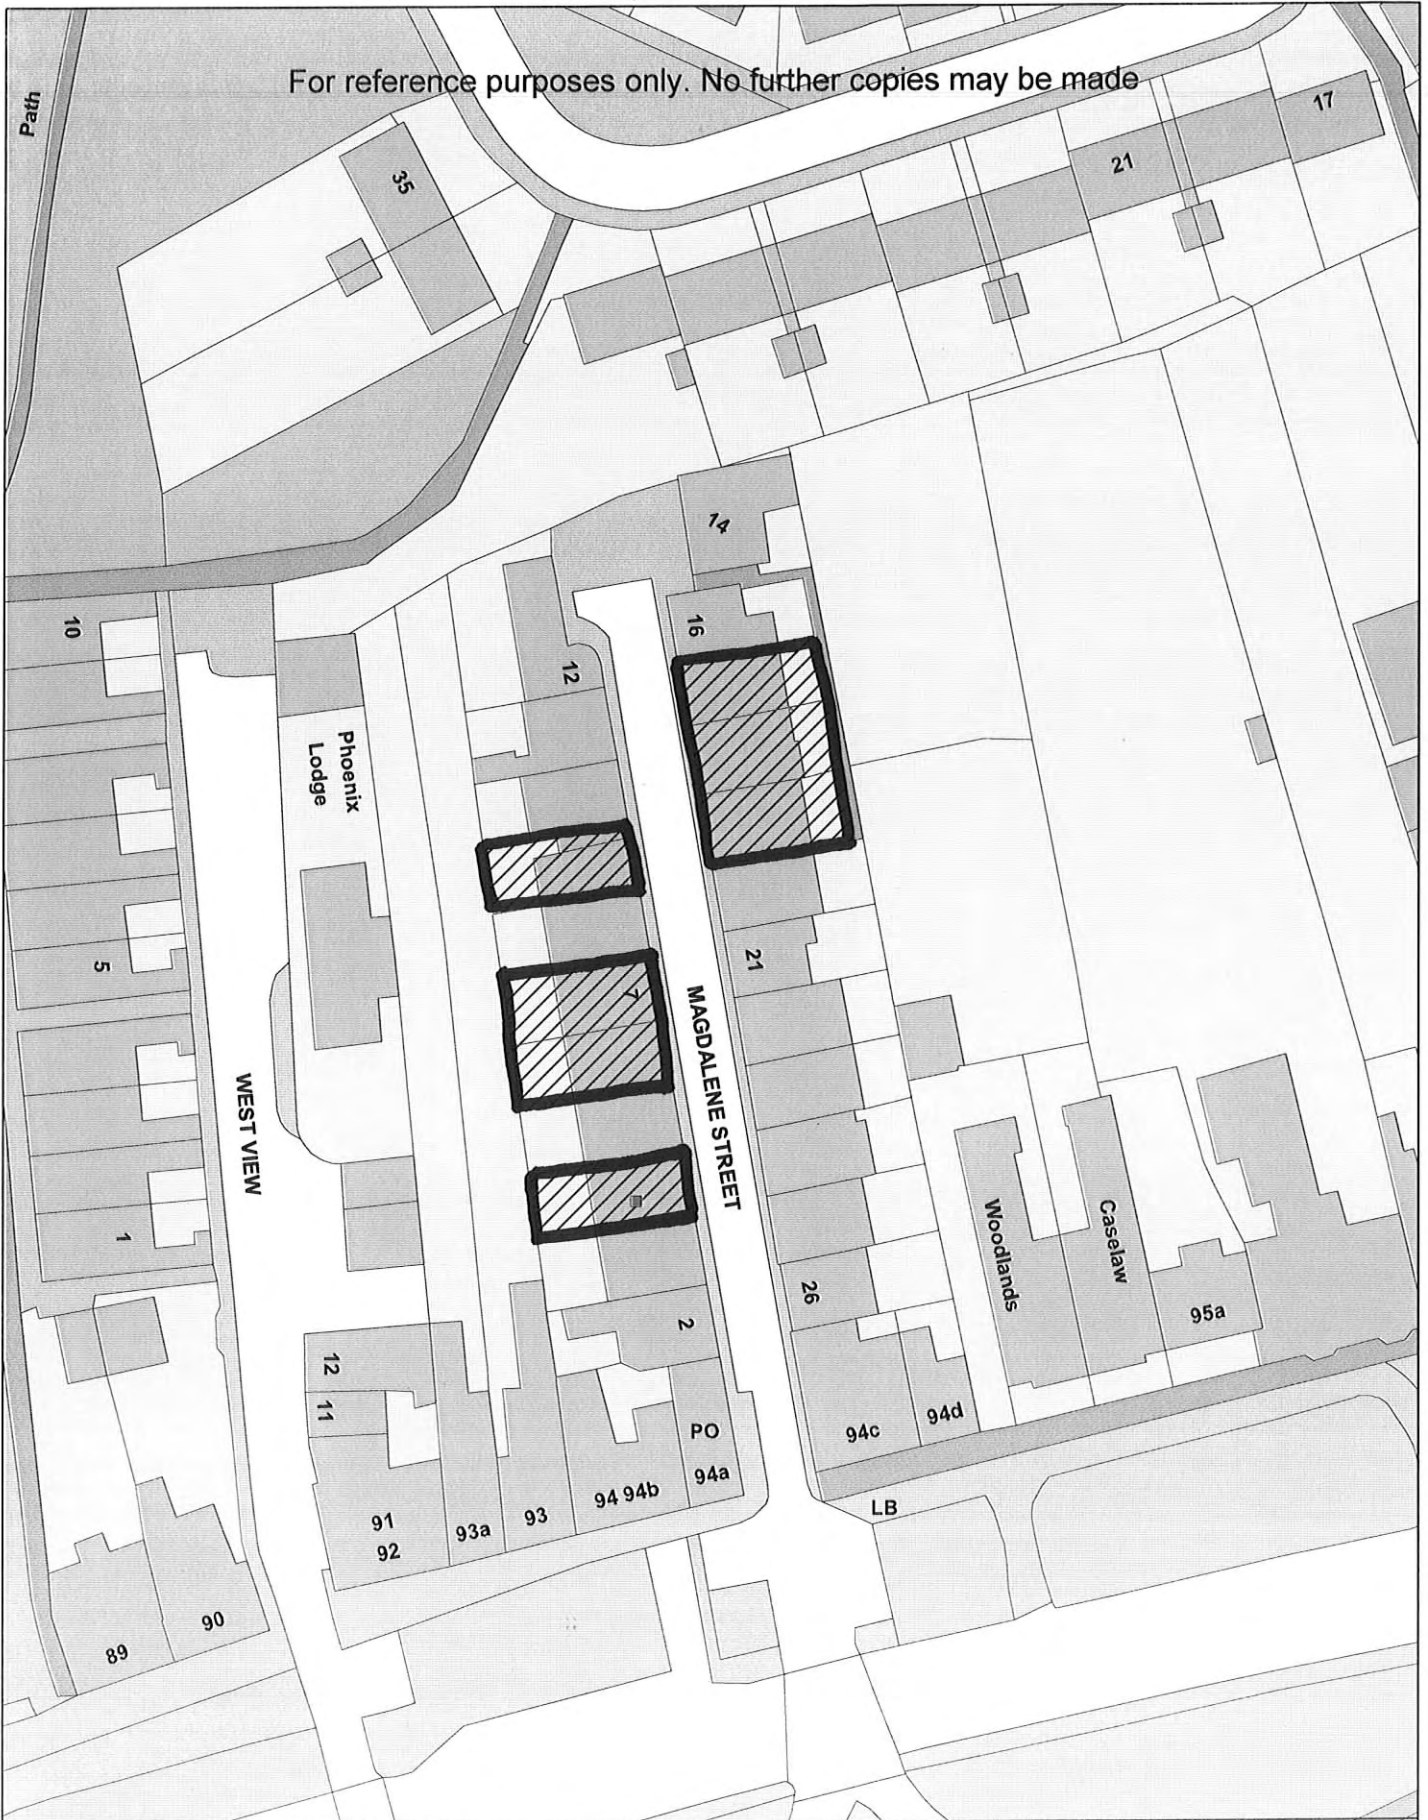 For reference purposes only. No further copies may be made
Path
17
21
35
14
16
10
12
Phoenix
Lodge
21
5
7
MAGDALENE STREET
WEST VIEW
Woodlands
Caselaw
1
26
95a
2
12
11
94c
94d
PO
94a
94 94b
93
93a
91
92
LB
90
89